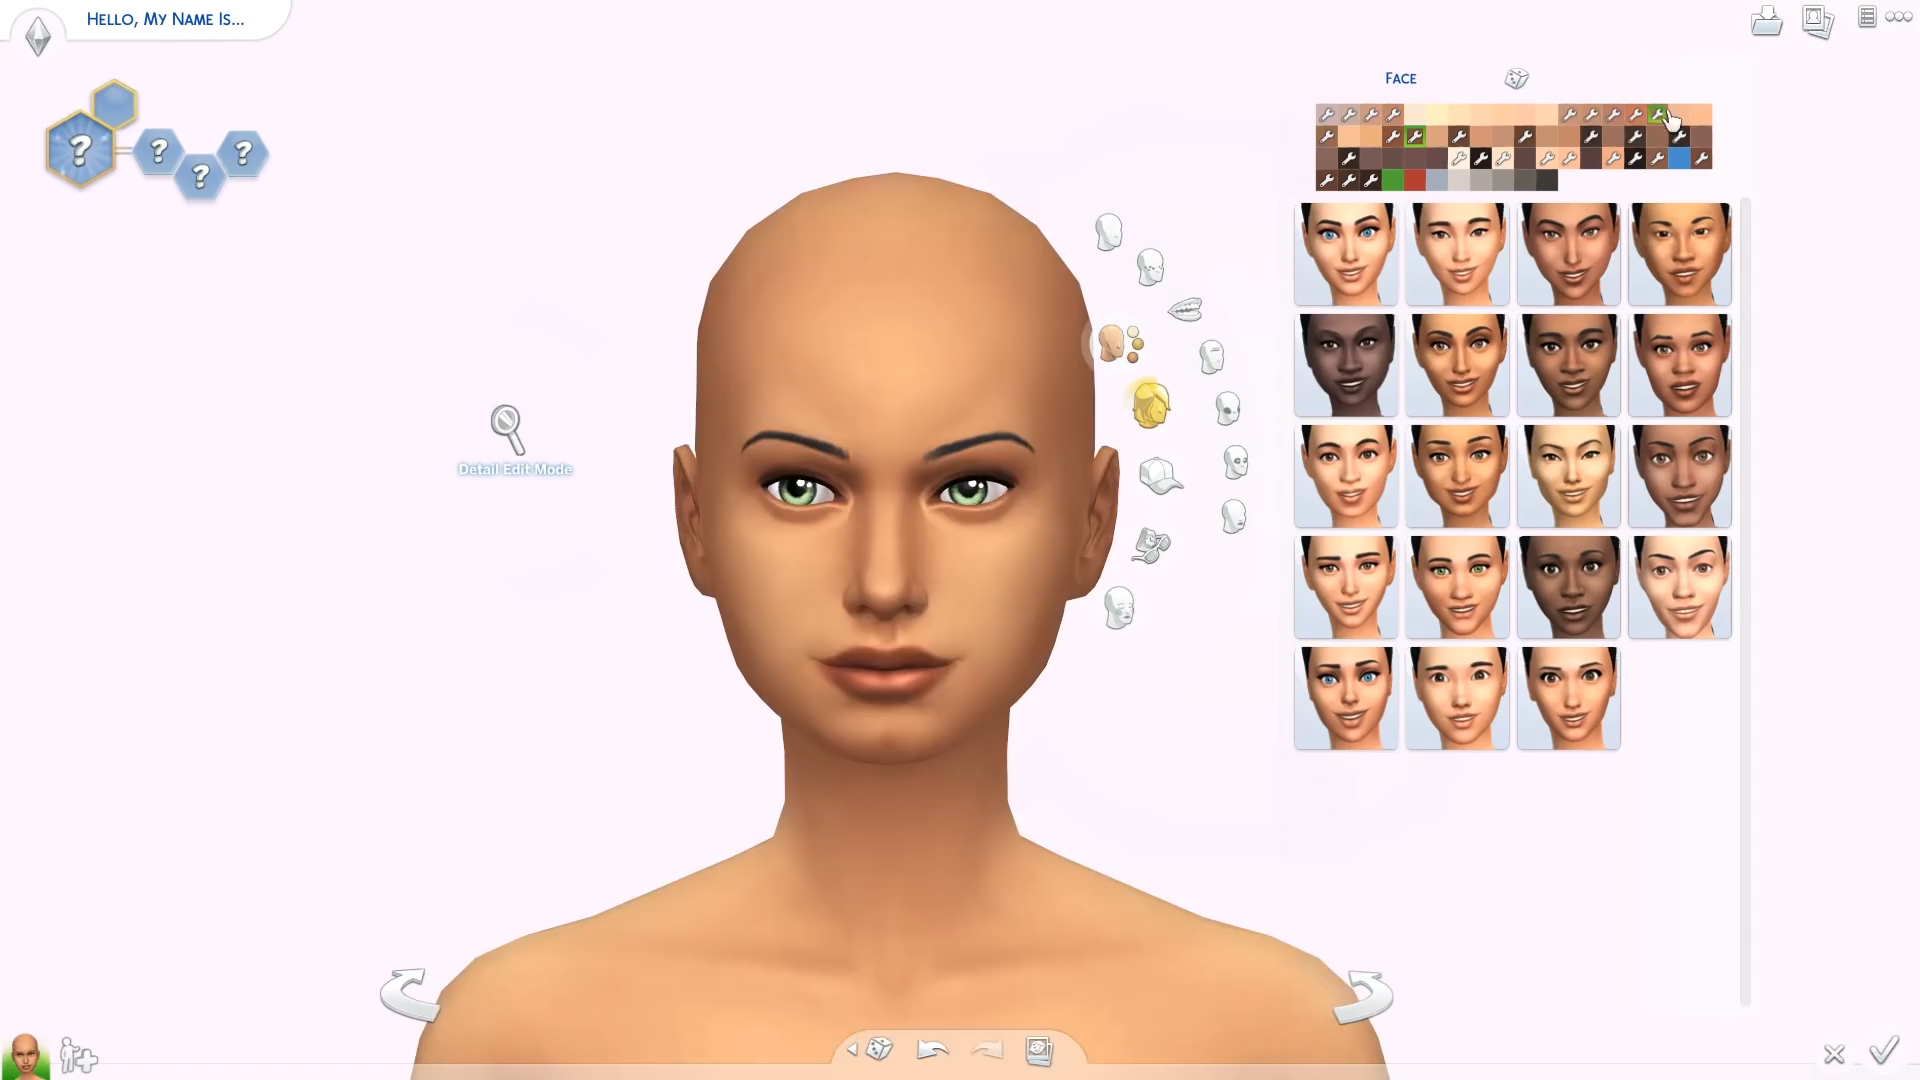 Hello, My Name Is...
Face
Detail Edit Mode
? ? ? ?